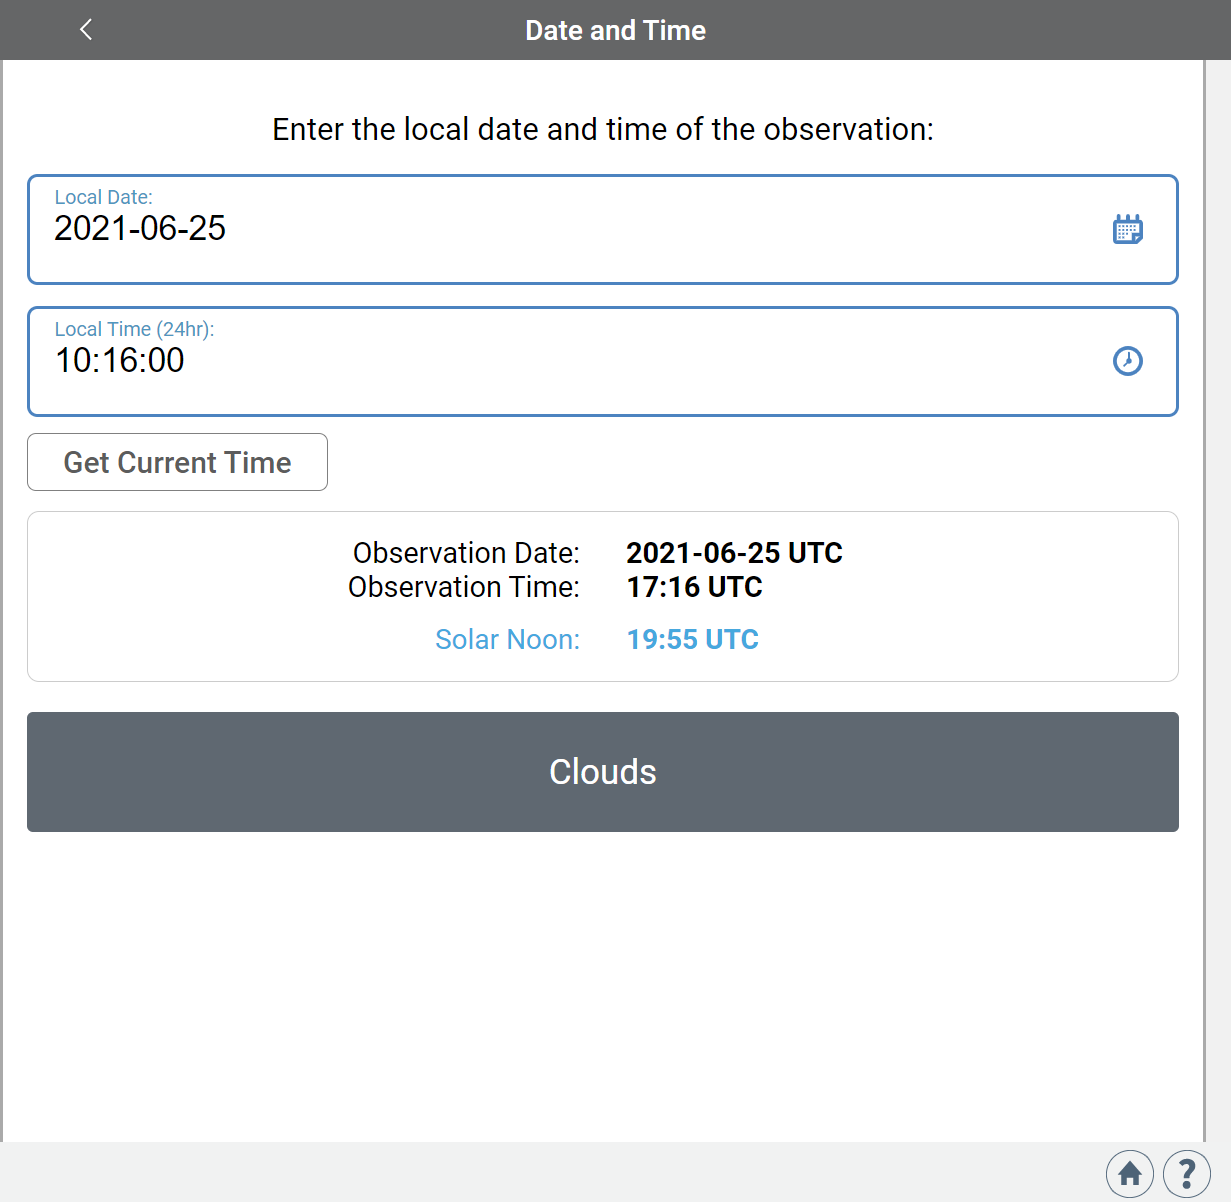 Date and Time
Enter the local date and time of the observation:
Local Date:
2021-06-25
Local Time (24hr):
10:16:00
Get Current Time
Observation Date: 2021-06-25 UTC
Observation Time: 17:16 UTC
Solar Noon: 19:55 UTC
Clouds
?